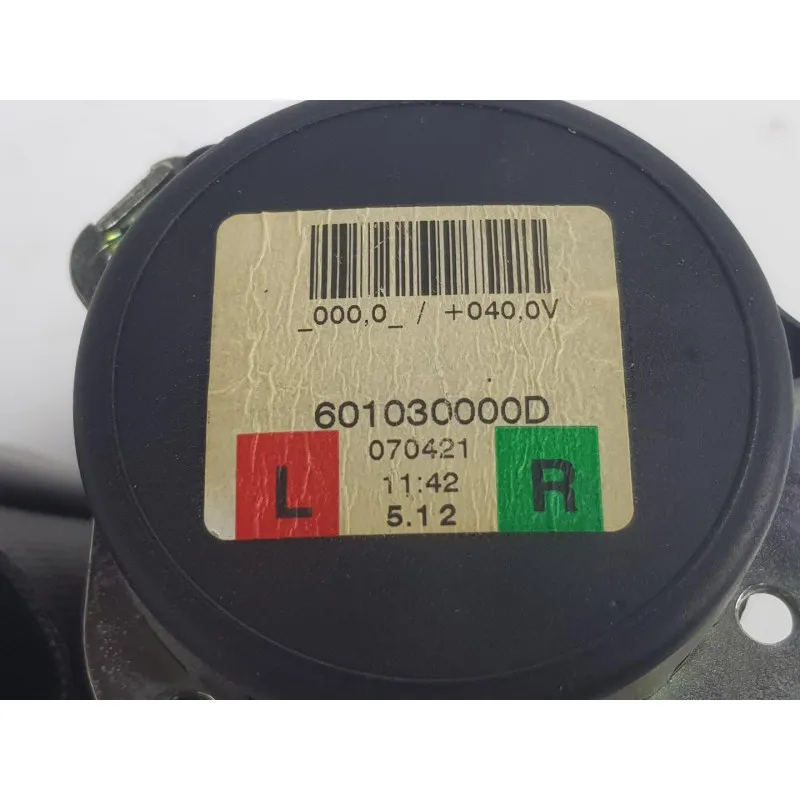 _000,0_ / +040,0V
601030000D
070421
L 11:42 R
5.12